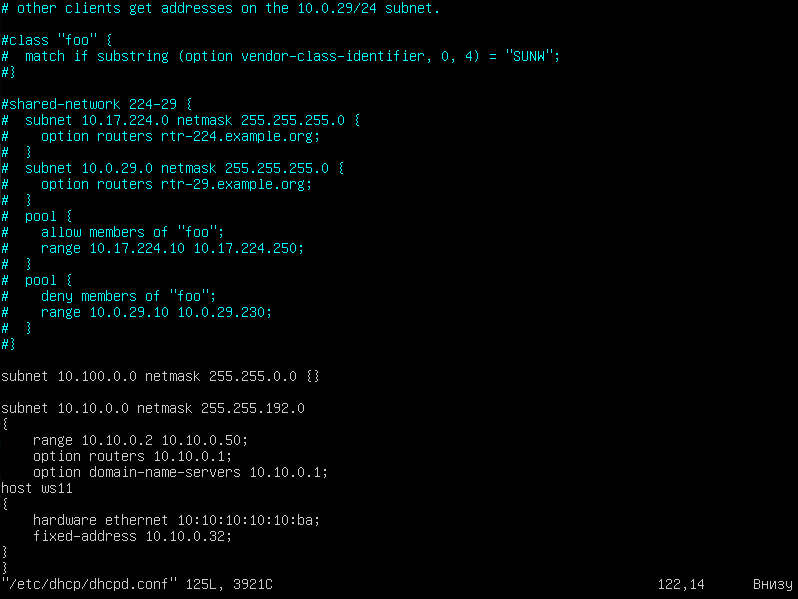 # other clients get addresses on the 10.0.29/24 subnet.
#class "foo" {
#  match if substring (option vendor-class-identifier, 0, 4) = "SUNW";
#}
#shared-network 224-29 {
#  subnet 10.17.224.0 netmask 255.255.255.0 {
#    option routers rtr-224.example.org;
#  }
#  subnet 10.0.29.0 netmask 255.255.255.0 {
#    option routers rtr-29.example.org;
#  }
#  pool {
#    allow members of "foo";
#    range 10.17.224.10 10.17.224.250;
#  }
#  pool {
#    deny members of "foo";
#    range 10.0.29.10 10.0.29.230;
#  }
#}
subnet 10.100.0.0 netmask 255.255.0.0 {}
subnet 10.10.0.0 netmask 255.255.192.0
{
    range 10.10.0.2 10.10.0.50;
    option routers 10.10.0.1;
    option domain-name-servers 10.10.0.1;
host ws11
{
    hardware ethernet 10:10:10:10:10:ba;
    fixed-address 10.10.0.32;
}
}
"/etc/dhcp/dhcpd.conf" 125L, 3921C 122,14 Внизу